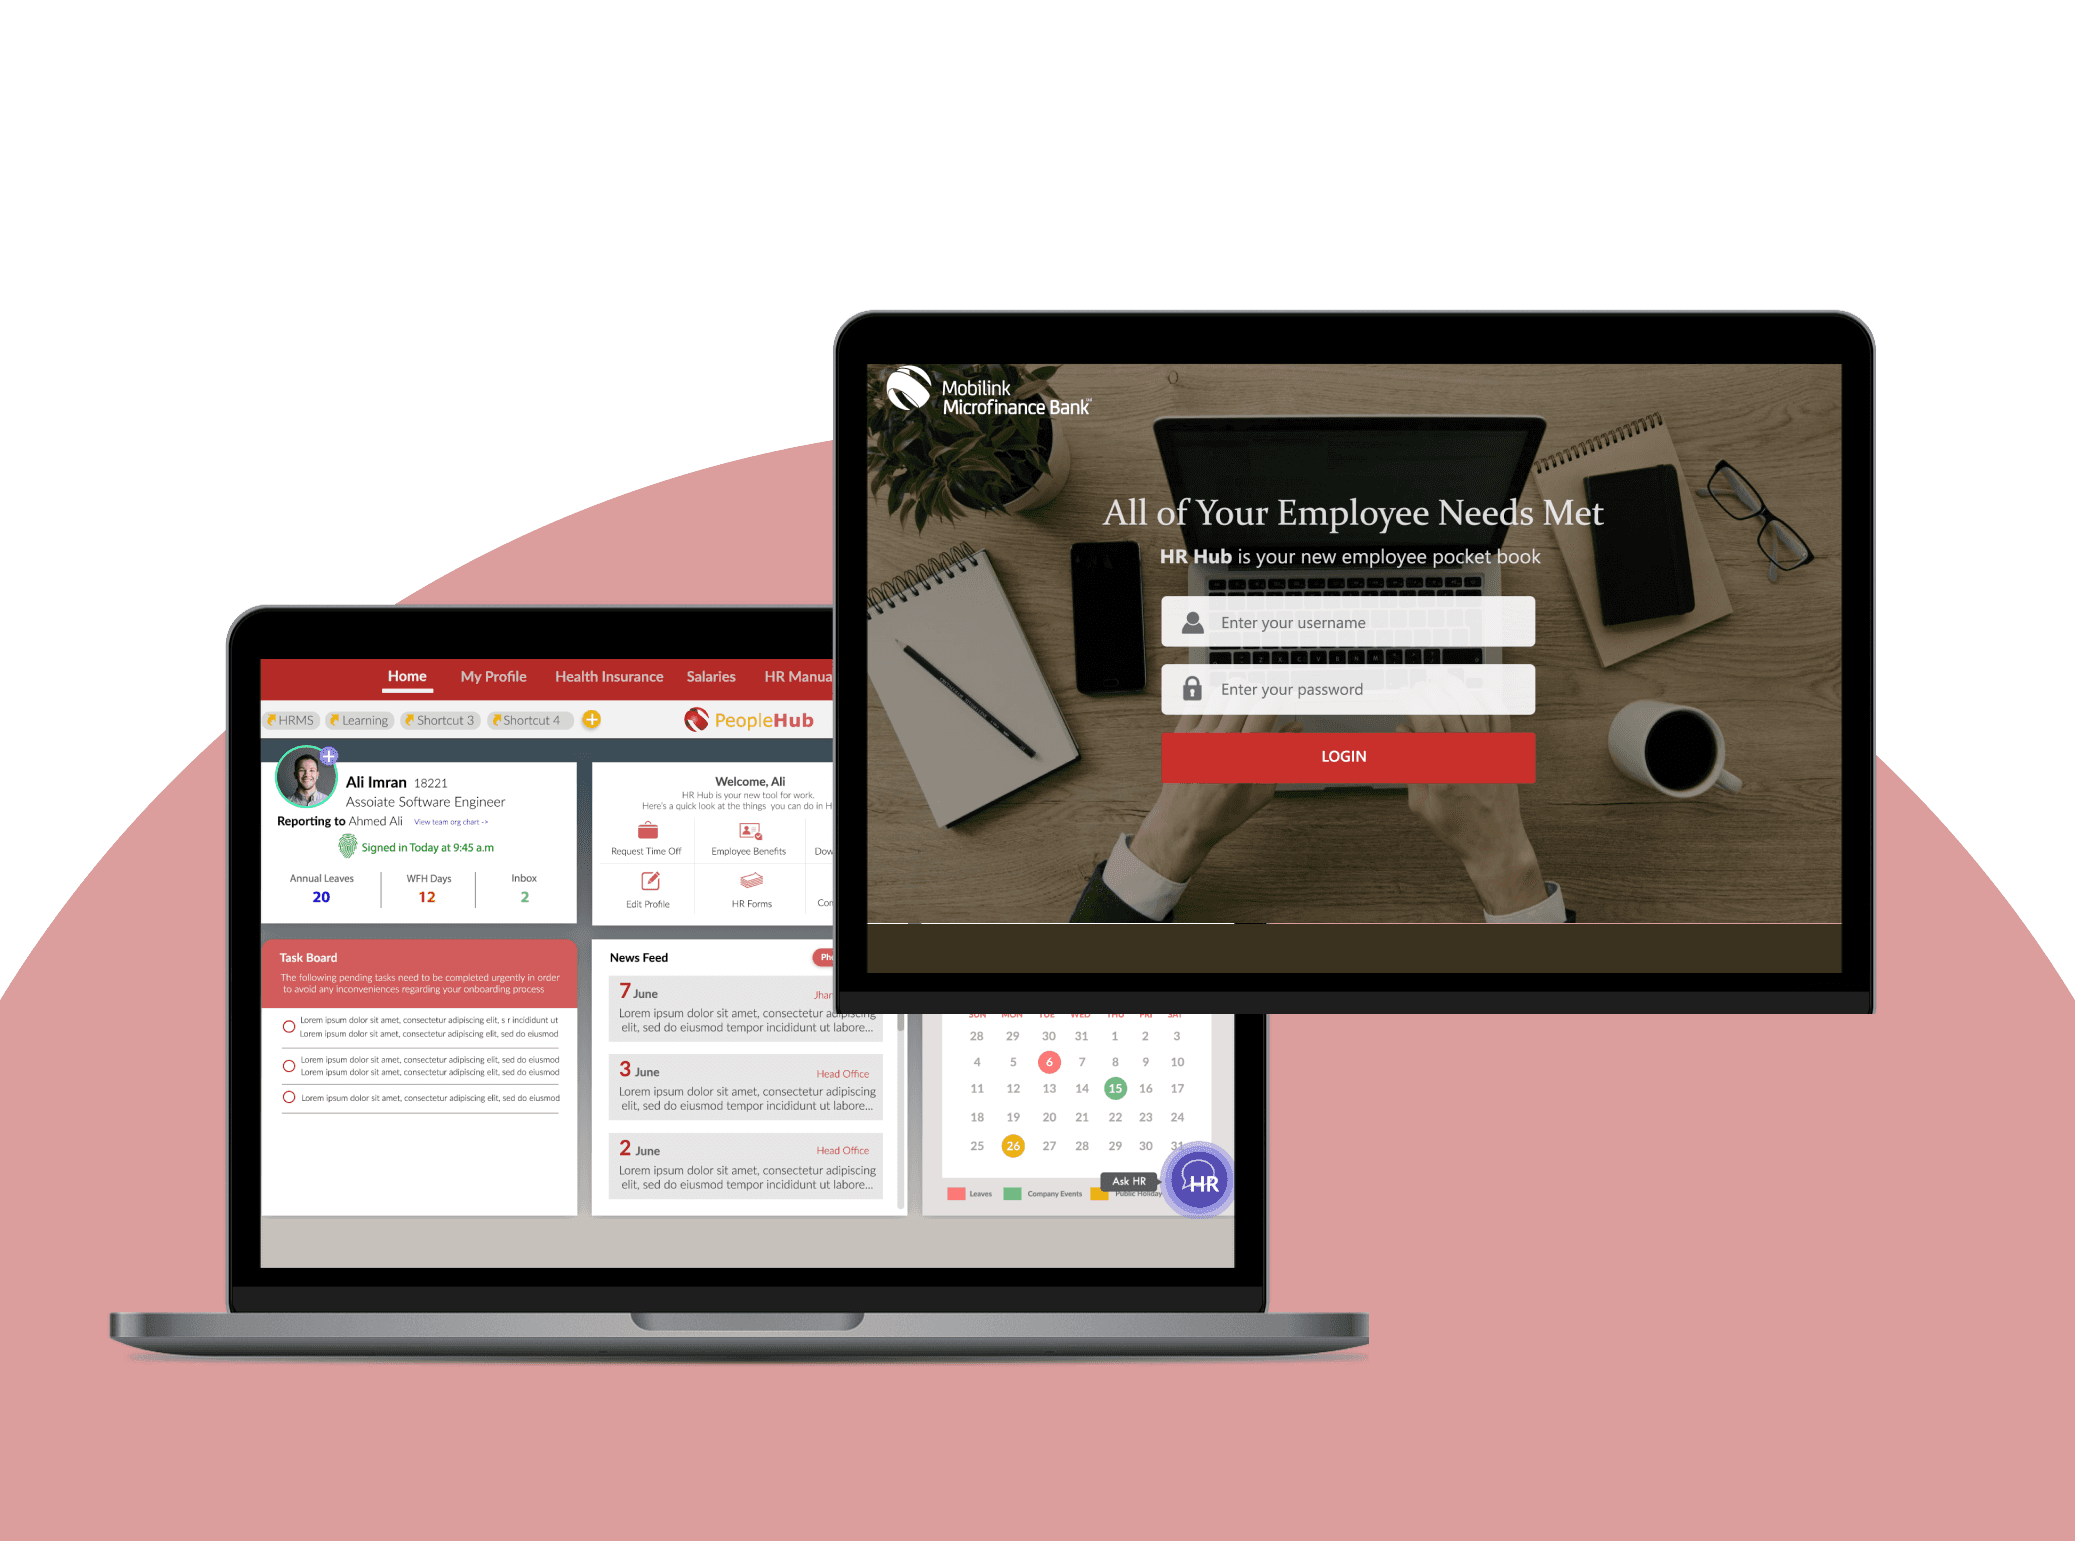 Mobilink
Microfinance Bank
All of Your Employee Needs Met
HR Hub is your new employee pocket book
Enter your username
Enter your password
LOGIN
Home My Profile Health Insurance Salaries HR Manua
HRMS Learning Shortcut 3 Shortcut 4
PeopleHub
Ali Imran 18221
Assoiate Software Engineer
Reporting to Ahmed Ali View team org chart ->
Signed in Today at 9:45 a.m
Annual Leaves WFH Days Inbox
20 12 2
Welcome, Ali
HR Hub is your new tool for work.
Here's a quick look at the things you can do in H
Request Time Off Employee Benefits Dow
Edit Profile HR Forms Con
Task Board
The following pending tasks need to be completed urgently in order
to avoid any inconveniences regarding your onboarding process
Lorem ipsum dolor sit amet, consectetur adipiscing elit, s r incididunt ut
Lorem ipsum dolor sit amet, consectetur adipiscing elit, sed do eiusmod
Lorem ipsum dolor sit amet, consectetur adipiscing elit, sed do eiusmod
Lorem ipsum dolor sit amet, consectetur adipiscing elit, sed do eiusmod
Lorem ipsum dolor sit amet, consectetur adipiscing elit, sed do eiusmod
News Feed Pho
7 June Jhan
Lorem ipsum dolor sit amet, consectetur adipiscing
elit, sed do eiusmod tempor incididunt ut labore...
3 June Head Office
Lorem ipsum dolor sit amet, consectetur adipiscing
elit, sed do eiusmod tempor incididunt ut labore...
2 June Head Office
Lorem ipsum dolor sit amet, consectetur adipiscing
elit, sed do eiusmod tempor incididunt ut labore...
SUN MON TUE WED THU FRI SAT
28 29 30 31 1 2 3
4 5 6 7 8 9 10
11 12 13 14 15 16 17
18 19 20 21 22 23 24
25 26 27 28 29 30 31
Ask HR
HR
Leaves Company Events Public Holiday